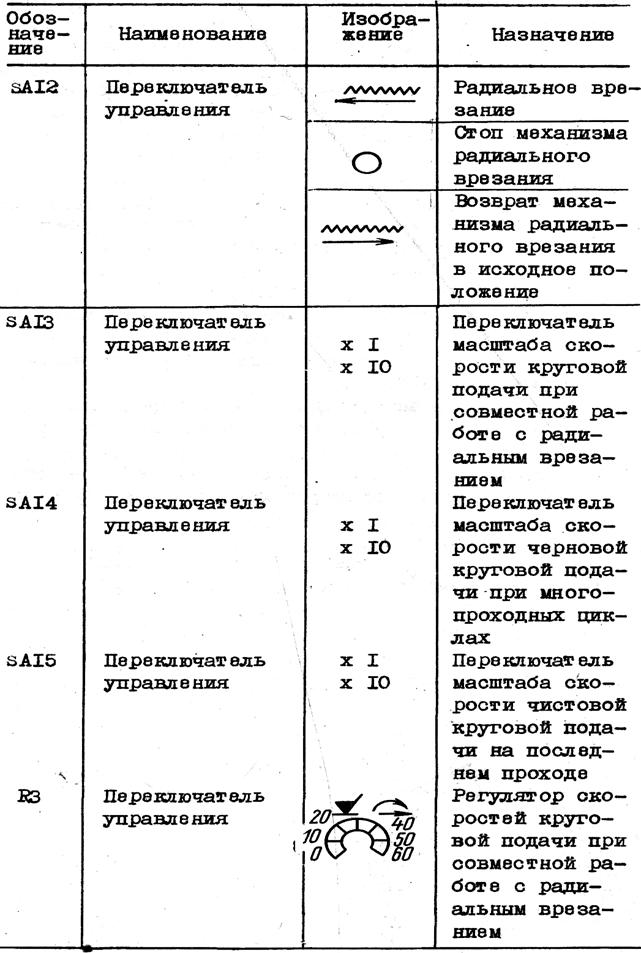 Обоз-
наче-
ние
Наименование
Изобра-
жение
Назначение
SAI2
Переключатель
управления
Радиальное вре-
зание
Стоп механизма
радиального
врезания
Возврат меха-
низма радиаль-
ного врезания
в исходное по-
ложение
SAI3
Переключатель
управления
x I
x IO
Переключатель
масштаба ско-
рости круговой
подачи при
совместной ра-
боте с ради-
альным вреза-
нием
SAI4
Переключатель
управления
x I
x IO
Переключатель
масштаба ско-
рости черновой
круговой пода-
чи при много-
проходных цик-
лах
SAI5
Переключатель
управления
x I
x IO
Переключатель
масштаба ско-
рости чистовой
круговой пода-
чи на послед-
нем проходе
R3
Переключатель
управления
20 40
10 50
0 60
Регулятор ско-
ростей круго-
вой подачи при
совместной ра-
боте с ради-
альным вреза-
нием